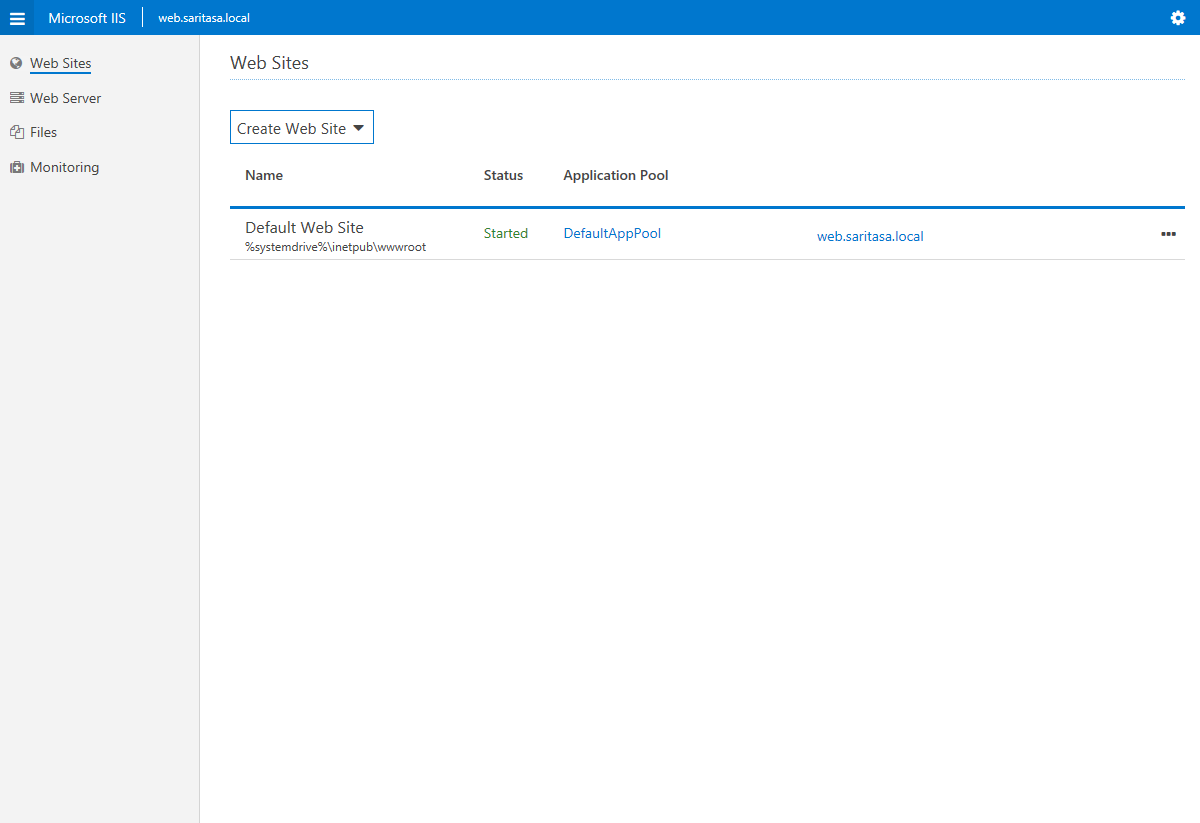 Microsoft IIS web.saritasa.local
Web Sites
Web Server
Files
Monitoring
Web Sites
Create Web Site
Name Status Application Pool
Default Web Site Started DefaultAppPool web.saritasa.local
%systemdrive%\inetpub\wwwroot